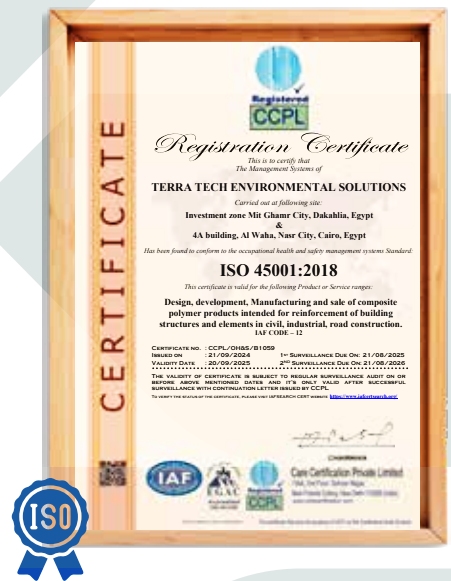 CERTIFICATE
Registered
CCPL
Registration Certificate
This is to certify that
The Management Systems of
TERRA TECH ENVIRONMENTAL SOLUTIONS
Carried out at following site:
Investment zone Mit Ghamr City, Dakahlia, Egypt
&
4A building, Al Waha, Nasr City, Cairo, Egypt
Has been found to conform to the occupational health and safety management systems Standard:
ISO 45001:2018
This certificate is valid for the following Product or Service ranges:
Design, development, Manufacturing and sale of composite
polymer products intended for reinforcement of building
structures and elements in civil, industrial, road construction.
IAF CODE – 12
CERTIFICATE NO. : CCPL/OH&S/B1059
ISSUED ON : 21/09/2024 1ST SURVEILLANCE DUE ON: 21/08/2025
VALIDITY DATE : 20/09/2025 2ND SURVEILLANCE DUE ON: 21/08/2026
THE VALIDITY OF CERTIFICATE IS SUBJECT TO REGULAR SURVEILLANCE AUDIT ON OR
BEFORE ABOVE MENTIONED DATES AND IT'S ONLY VALID AFTER SUCCESSFUL
SURVEILLANCE WITH CONTINUATION LETTER ISSUED BY CCPL
TO VERIFY THE STATUS OF THE CERTIFICATE, PLEASE VISIT IAFSEARCH CERT WEBSITE https://www.iafcertsearch.org/
IAF
EGAC
Registered
CCPL
Care Certification Private Limited
ISO